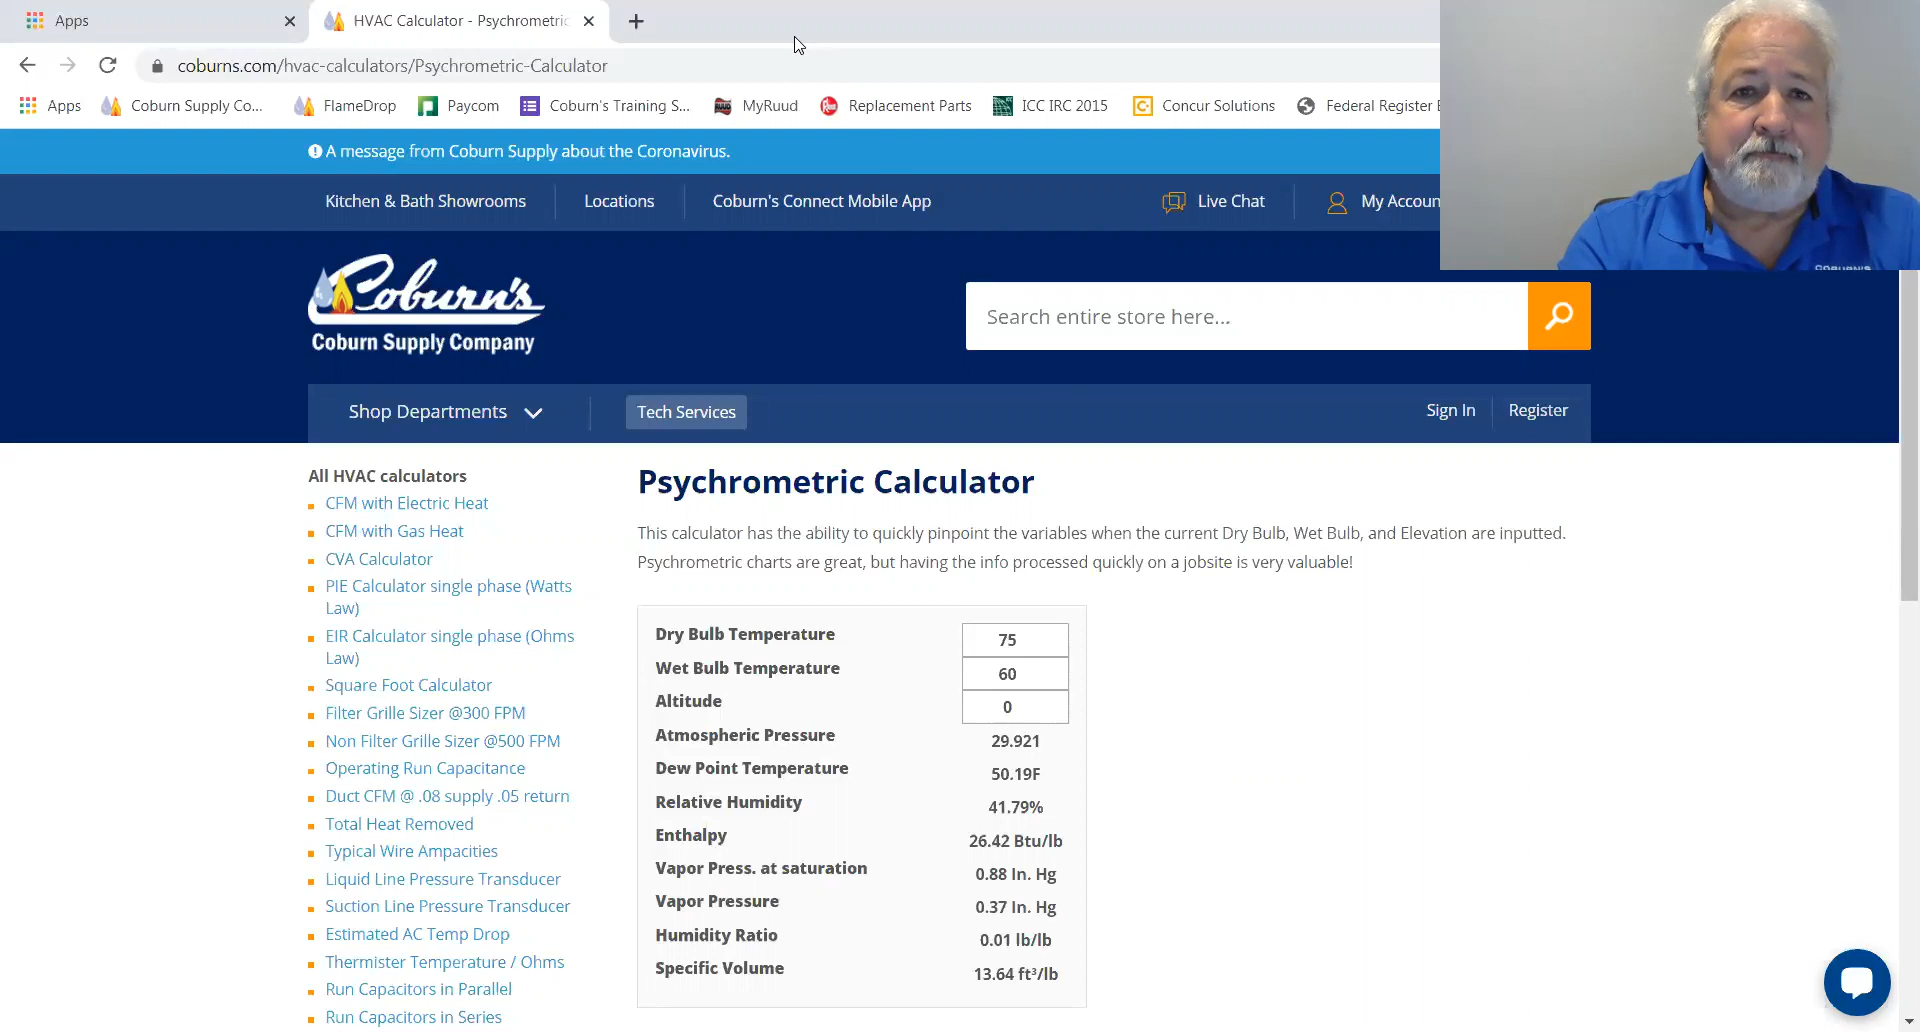 Apps
HVAC Calculator - Psychrometric
coburns.com/hvac-calculators/Psychrometric-Calculator
Apps
Coburn Supply Co...
FlameDrop
Paycom
Coburn's Training S...
MyRuud
Replacement Parts
ICC IRC 2015
Concur Solutions
Federal Register
A message from Coburn Supply about the Coronavirus.
Kitchen & Bath Showrooms
Locations
Coburn's Connect Mobile App
Live Chat
My Accoun
COBURN'S
Coburn's
Coburn Supply Company
Search entire store here...
Shop Departments
Tech Services
Sign In
Register
All HVAC calculators
CFM with Electric Heat
CFM with Gas Heat
CVA Calculator
PIE Calculator single phase (Watts
Law)
EIR Calculator single phase (Ohms
Law)
Square Foot Calculator
Filter Grille Sizer @300 FPM
Non Filter Grille Sizer @500 FPM
Operating Run Capacitance
Duct CFM @ .08 supply .05 return
Total Heat Removed
Typical Wire Ampacities
Liquid Line Pressure Transducer
Suction Line Pressure Transducer
Estimated AC Temp Drop
Thermister Temperature / Ohms
Run Capacitors in Parallel
Run Capacitors in Series
Psychrometric Calculator
This calculator has the ability to quickly pinpoint the variables when the current Dry Bulb, Wet Bulb, and Elevation are inputted.
Psychrometric charts are great, but having the info processed quickly on a jobsite is very valuable!
Dry Bulb Temperature 75
Wet Bulb Temperature 60
Altitude 0
Atmospheric Pressure 29.921
Dew Point Temperature 50.19F
Relative Humidity 41.79%
Enthalpy 26.42 Btu/lb
Vapor Press. at saturation 0.88 In. Hg
Vapor Pressure 0.37 In. Hg
Humidity Ratio 0.01 lb/lb
Specific Volume 13.64 ft³/lb